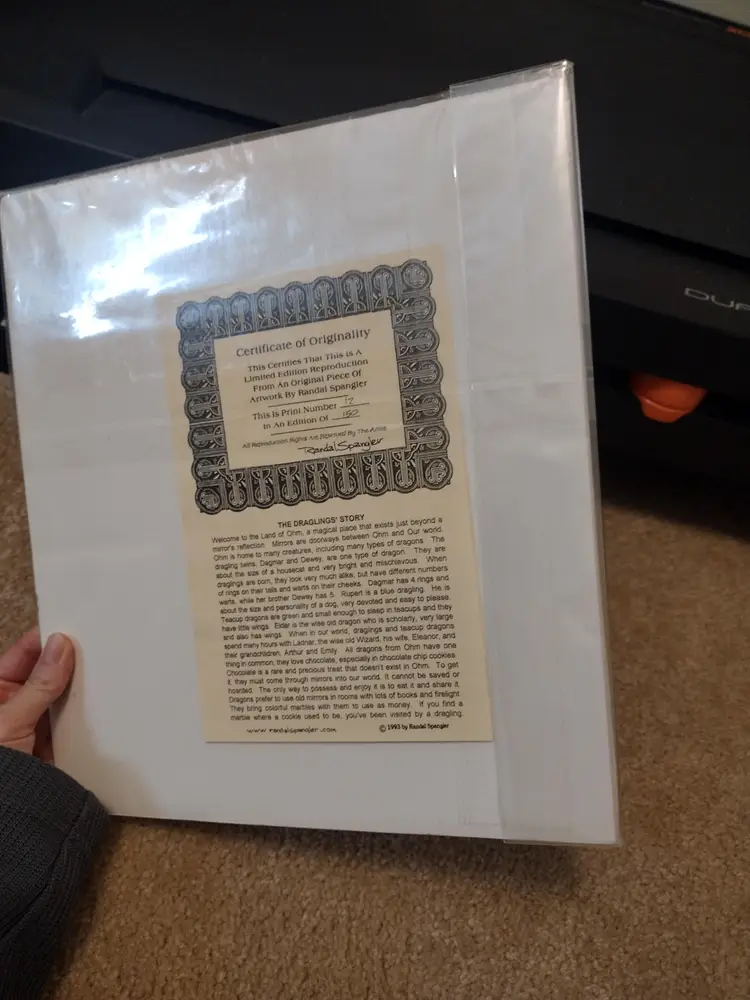 Certificate of Originality
This Certifies That This is A
Limited Edition Reproduction
From An Original Piece Of
Artwork By Randal Spangler
This Is Print Number
In An Edition Of 150
All Reproduction Rights Are Reserved By The Artist
Randal Spangler
THE DRAGLINGS' STORY
Welcome to the Land of Ohm, a magical place that exists just beyond a
mirror's reflection. Mirrors are doorways between Ohm and Our world.
Ohm is home to many creatures, including many types of dragons. The
dragling twins, Dagmar and Dewey, are one type of dragon. They are
about the size of a housecat and very bright and mischievous. When
draglings are born, they look very much alike, but have different numbers
of rings on their tails and warts on their cheeks. Dagmar has 4 rings and
warts, while her brother Dewey has 5. Rupert is a blue dragling. He is
about the size and personality of a dog, very devoted and easy to please.
Teacup dragons are green and small enough to sleep in teacups and they
have little wings. Elder is the wise old dragon who is scholarly, very large
and also has wings. When in our world, draglings and teacup dragons
spend many hours with Ladnar, the wise old Wizard, his wife, Eleanor, and
their grandchildren, Arthur and Emily. All dragons from Ohm have one
thing in common, they love chocolate, especially in chocolate chip cookies.
Chocolate is a rare and precious treat that doesn't exist in Ohm. To get
it, they must come through mirrors into our world. It cannot be saved or
hoarded. The only way to possess and enjoy it is to eat it and share it.
Dragons prefer to use old mirrors in rooms with lots of books and firelight
They bring colorful marbles with them to use as money. If you find a
marble where a cookie used to be, you've been visited by a dragling.
www.randalspangler.com
© 1993 by Randal Spangler